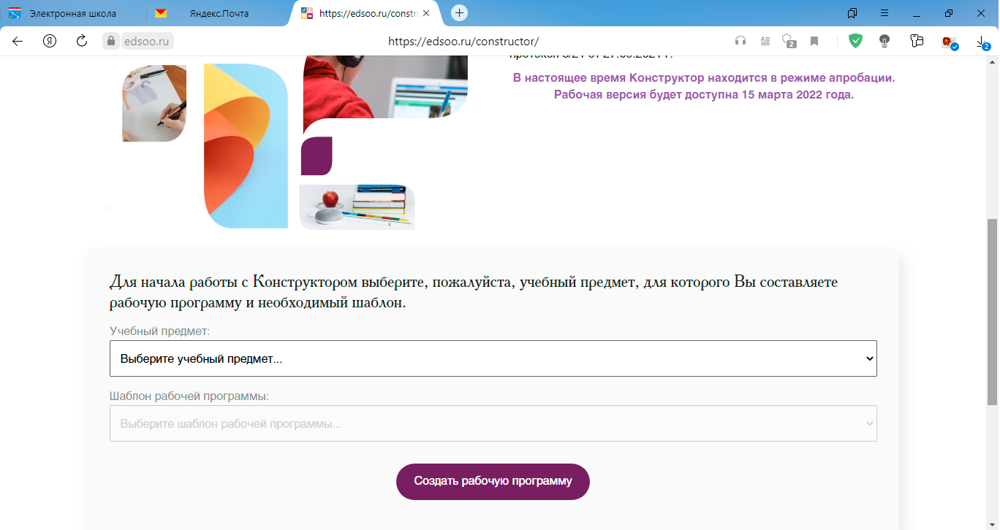 Электронная школа
Яндекс.Почта
https://edsoo.ru/constr
edsoo.ru
https://edsoo.ru/constructor/
2
2
В настоящее время Конструктор находится в режиме апробации.
Рабочая версия будет доступна 15 марта 2022 года.
Для начала работы с Конструктором выберите, пожалуйста, учебный предмет, для которого Вы составляете
рабочую программу и необходимый шаблон.
Учебный предмет:
Выберите учебный предмет...
Шаблон рабочей программы:
Выберите шаблон рабочей программы...
Создать рабочую программу